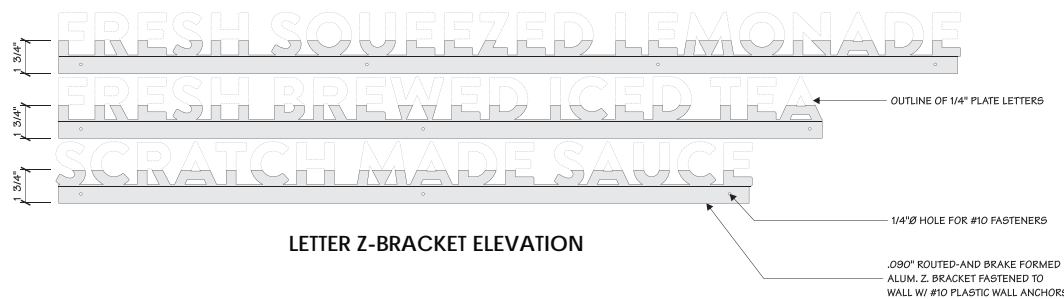 1 3/4"
FRESH SQUEEZED LEMONADE
1 3/4"
FRESH BREWED ICED TEA
OUTLINE OF 1/4" PLATE LETTERS
1 3/4"
SCRATCH MADE SAUCE
1/4"Ø HOLE FOR #10 FASTENERS
LETTER Z-BRACKET ELEVATION
.090" ROUTED-AND BRAKE FORMED
ALUM. Z. BRACKET FASTENED TO
WALL W/ #10 PLASTIC WALL ANCHORS